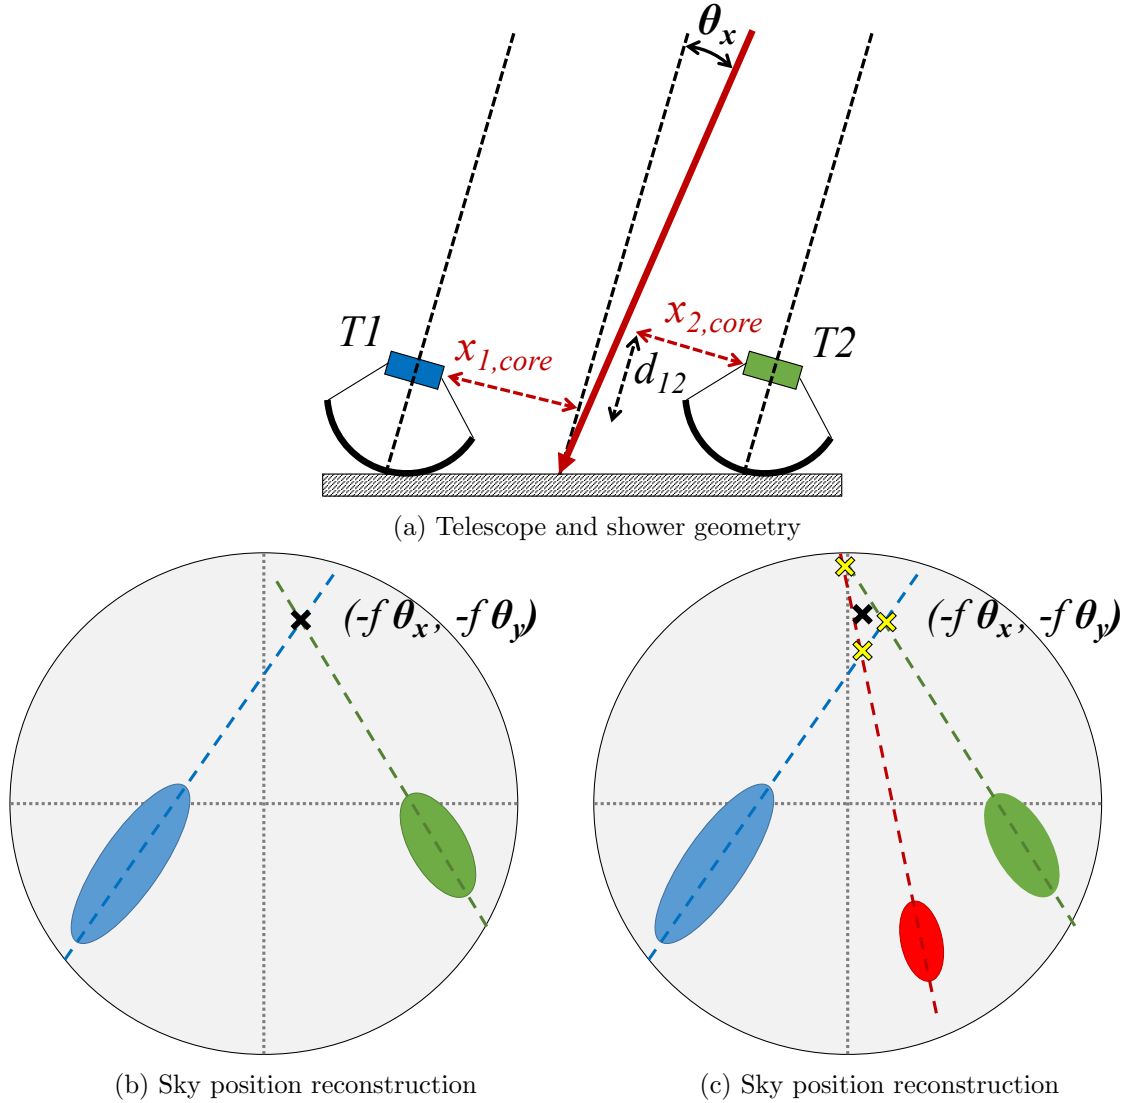 θx
T1
x1,core
x2,core
T2
d12
(a) Telescope and shower geometry
(-f θx, -f θy)
(-f θx, -f θy)
(b) Sky position reconstruction
(c) Sky position reconstruction